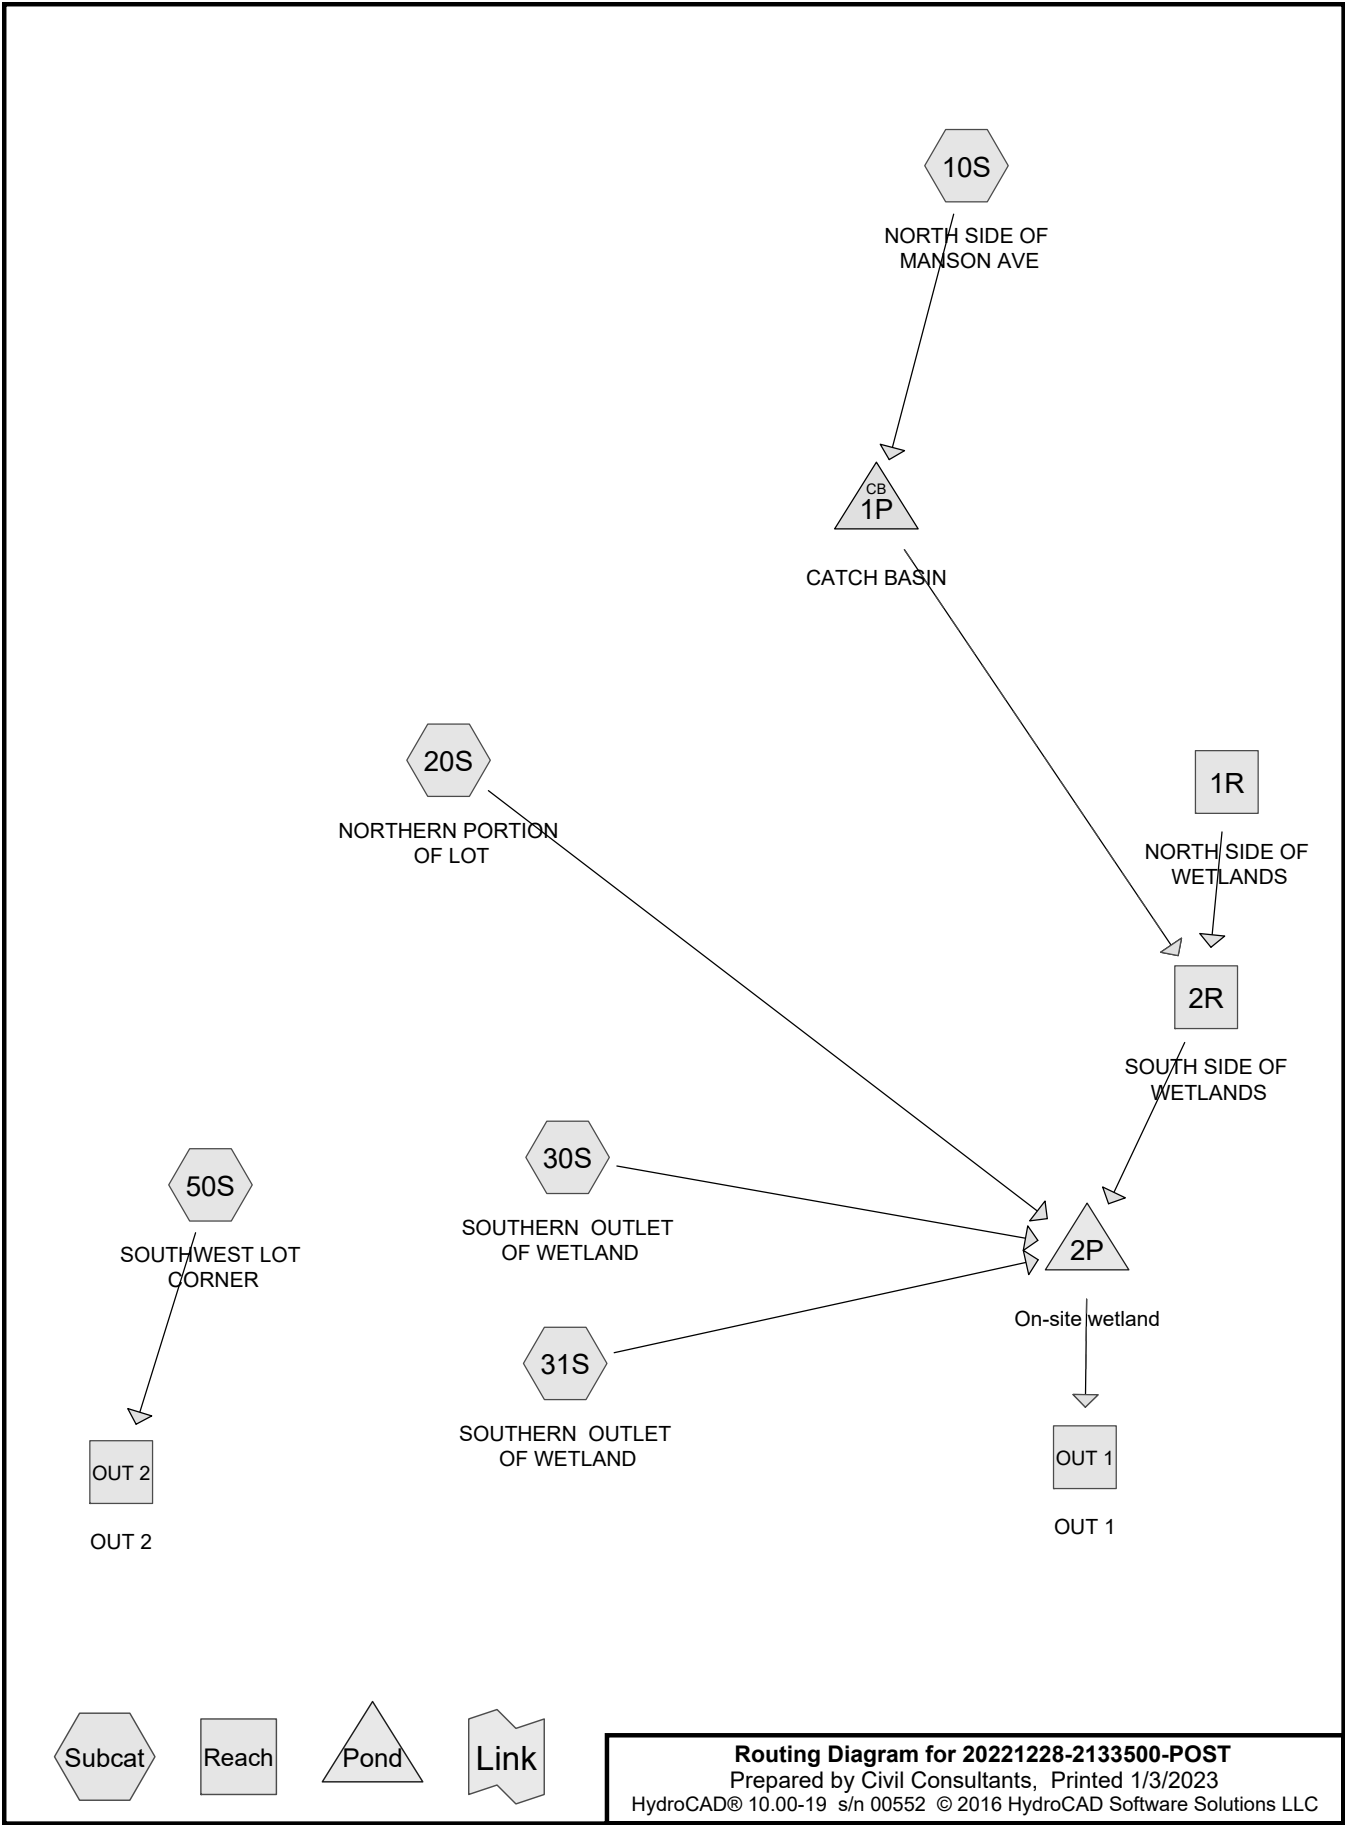 10S
NORTH SIDE OF
MANSON AVE
CB
1P
CATCH BASIN
20S
NORTHERN PORTION
OF LOT
1R
NORTH SIDE OF
WETLANDS
2R
SOUTH SIDE OF
WETLANDS
30S
SOUTHERN OUTLET
OF WETLAND
50S
SOUTHWEST LOT
CORNER
2P
On-site wetland
31S
SOUTHERN OUTLET
OF WETLAND
OUT 2
OUT 2
OUT 1
OUT 1
Subcat
Reach
Pond
Link
Routing Diagram for 20221228-2133500-POST
Prepared by Civil Consultants, Printed 1/3/2023
HydroCAD® 10.00-19 s/n 00552 © 2016 HydroCAD Software Solutions LLC